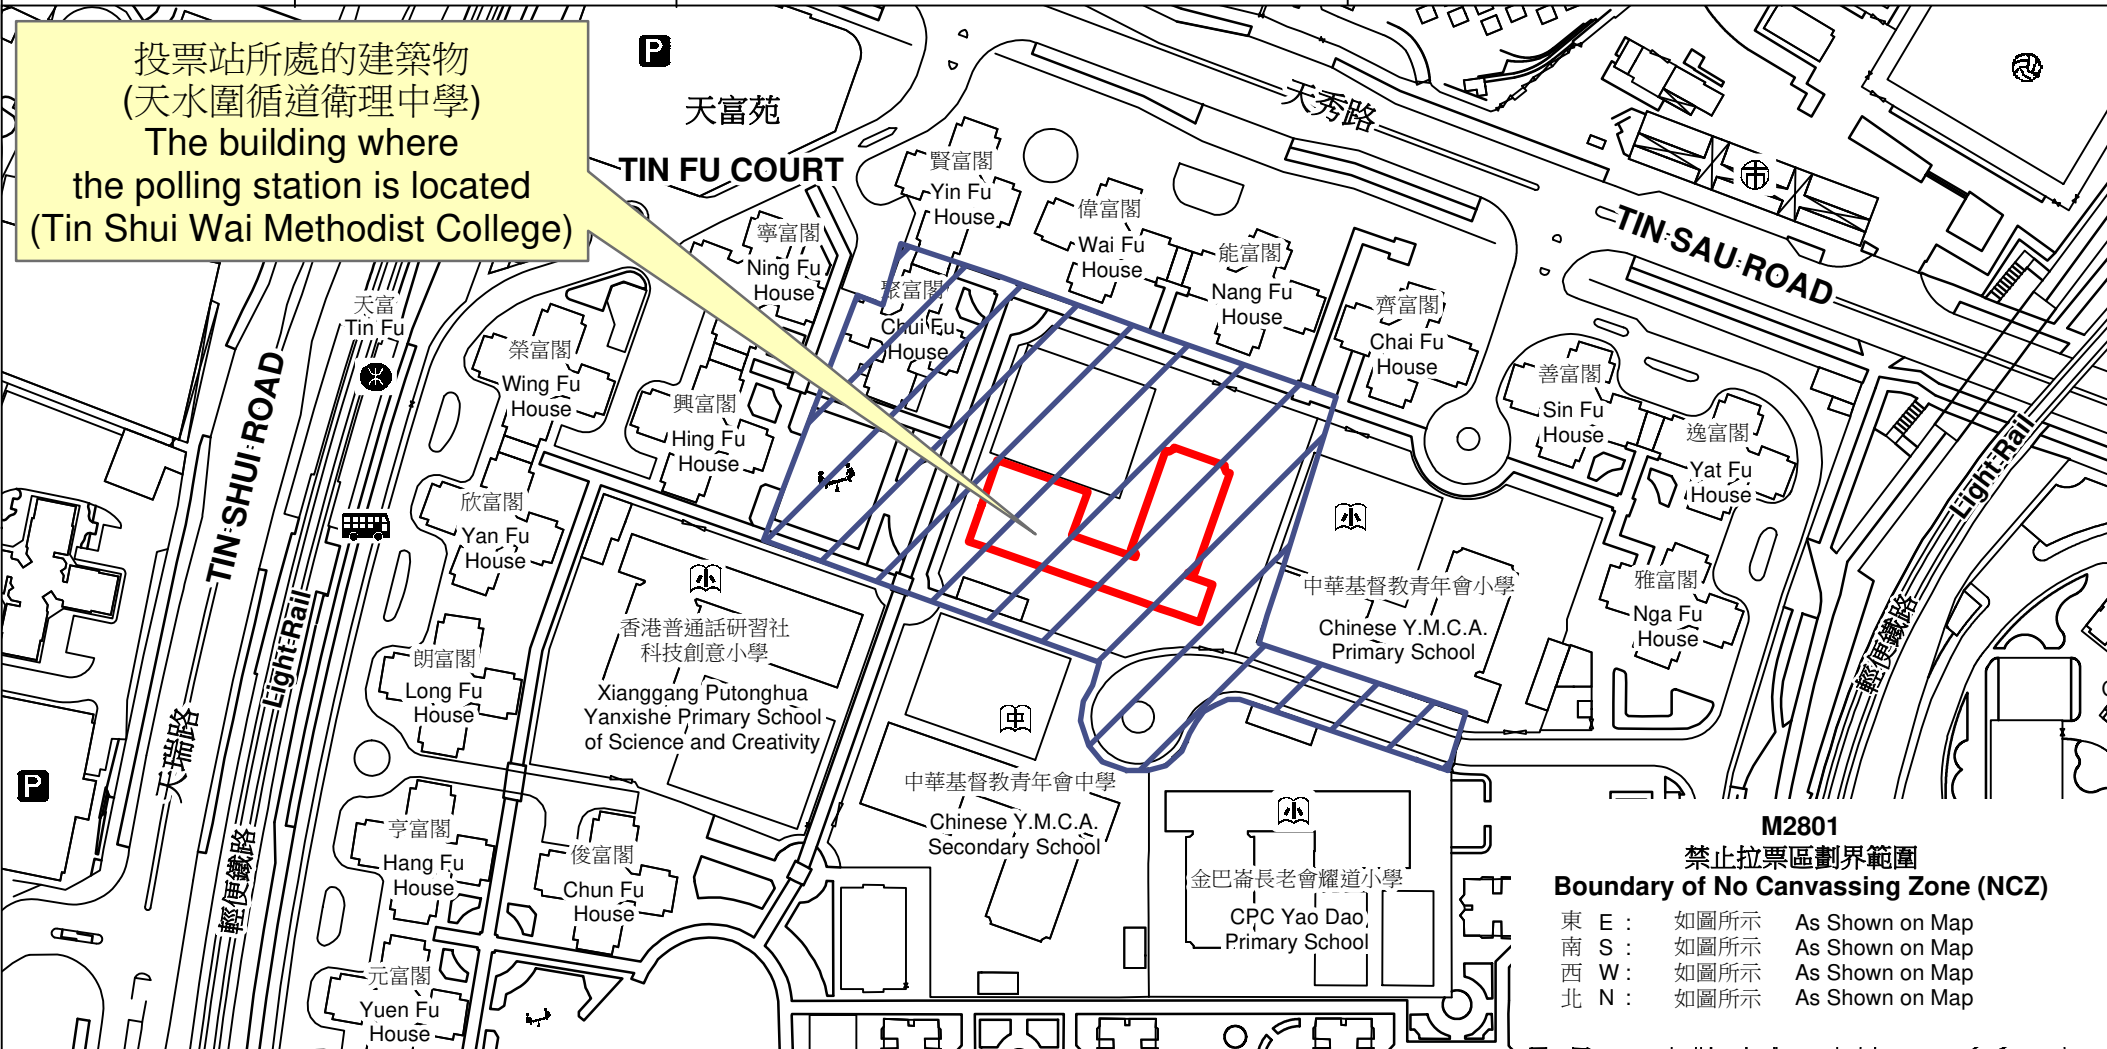 投票站所處的建築物
(天水圍循道衛理中學)
The building where
the polling station is located
(Tin Shui Wai Methodist College)
P
天富苑
TIN FU COURT
天秀路
TIN SAU ROAD
市
賢富閣
Yin Fu
House
偉富閣
Wai Fu
House
能富閣
Nang Fu
House
寧富閣
Ning Fu
House
聚富閣
Chui Fu
House
齊富閣
Chai Fu
House
善富閣
Sin Fu
House
逸富閣
Yat Fu
House
雅富閣
Nga Fu
House
天富
Tin Fu
榮富閣
Wing Fu
House
興富閣
Hing Fu
House
欣富閣
Yan Fu
House
朗富閣
Long Fu
House
亨富閣
Hang Fu
House
俊富閣
Chun Fu
House
元富閣
Yuen Fu
House
TIN SHUI ROAD
天瑞路
Light Rail
輕便鐵路
Light Rail
輕便鐵路
P
小
香港普通話研習社
科技創意小學
Xianggang Putonghua
Yanxishe Primary School
of Science and Creativity
小
中華基督教青年會小學
Chinese Y.M.C.A.
Primary School
中
中華基督教青年會中學
Chinese Y.M.C.A.
Secondary School
小
金巴崙長老會耀道小學
CPC Yao Dao
Primary School
M2801
禁止拉票區劃界範圍
Boundary of No Canvassing Zone (NCZ)
東 E : 如圖所示 As Shown on Map
南 S : 如圖所示 As Shown on Map
西 W : 如圖所示 As Shown on Map
北 N : 如圖所示 As Shown on Map